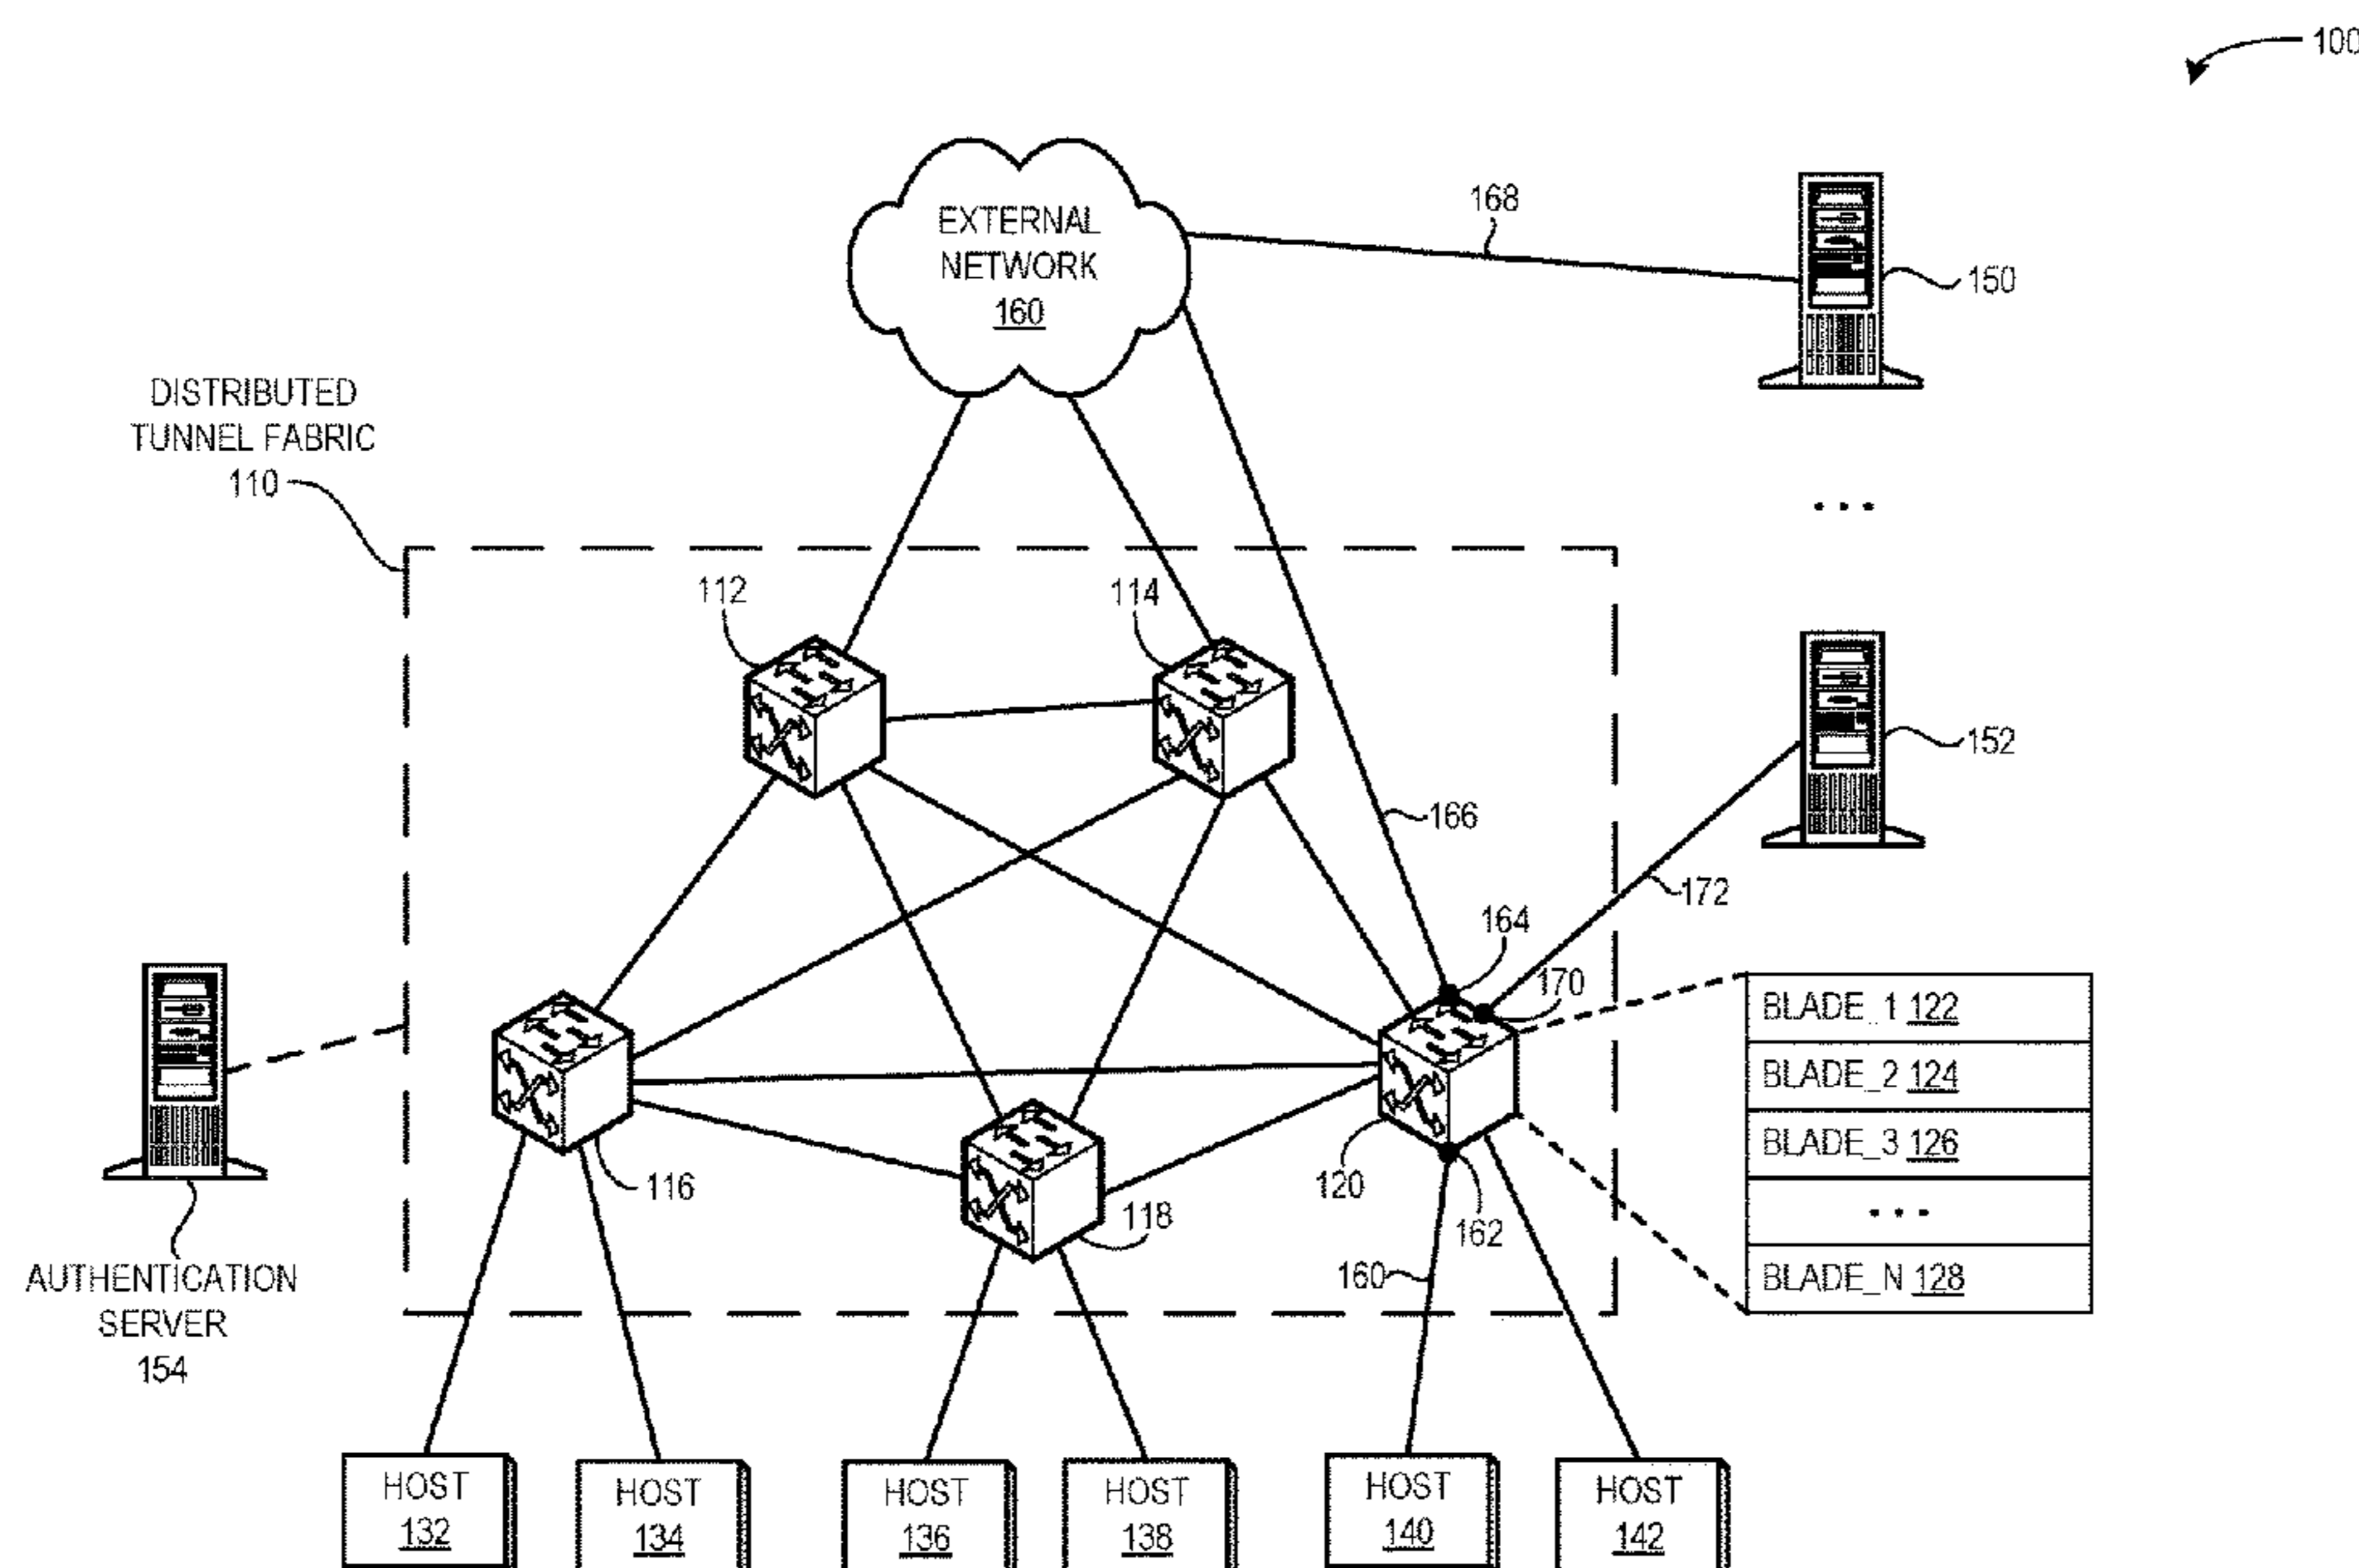 100
168
EXTERNAL
NETWORK
160
150
DISTRIBUTED
TUNNEL FABRIC
110
...
112
114
152
166
172
164
170
BLADE_1 122
BLADE_2 124
BLADE_3 126
...
BLADE_N 128
116
120
118
162
160
AUTHENTICATION
SERVER
154
HOST
132
HOST
134
HOST
136
HOST
138
HOST
140
HOST
142